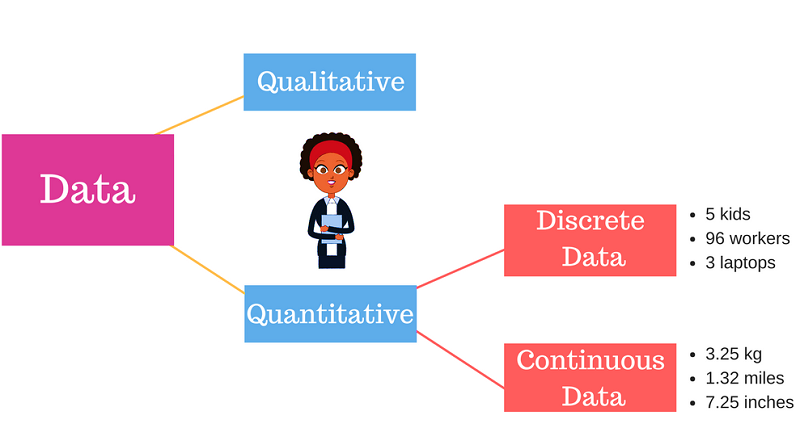 Qualitative
Data
Quantitative
Discrete
Data
• 5 kids
• 96 workers
• 3 laptops
Continuous
Data
• 3.25 kg
• 1.32 miles
• 7.25 inches